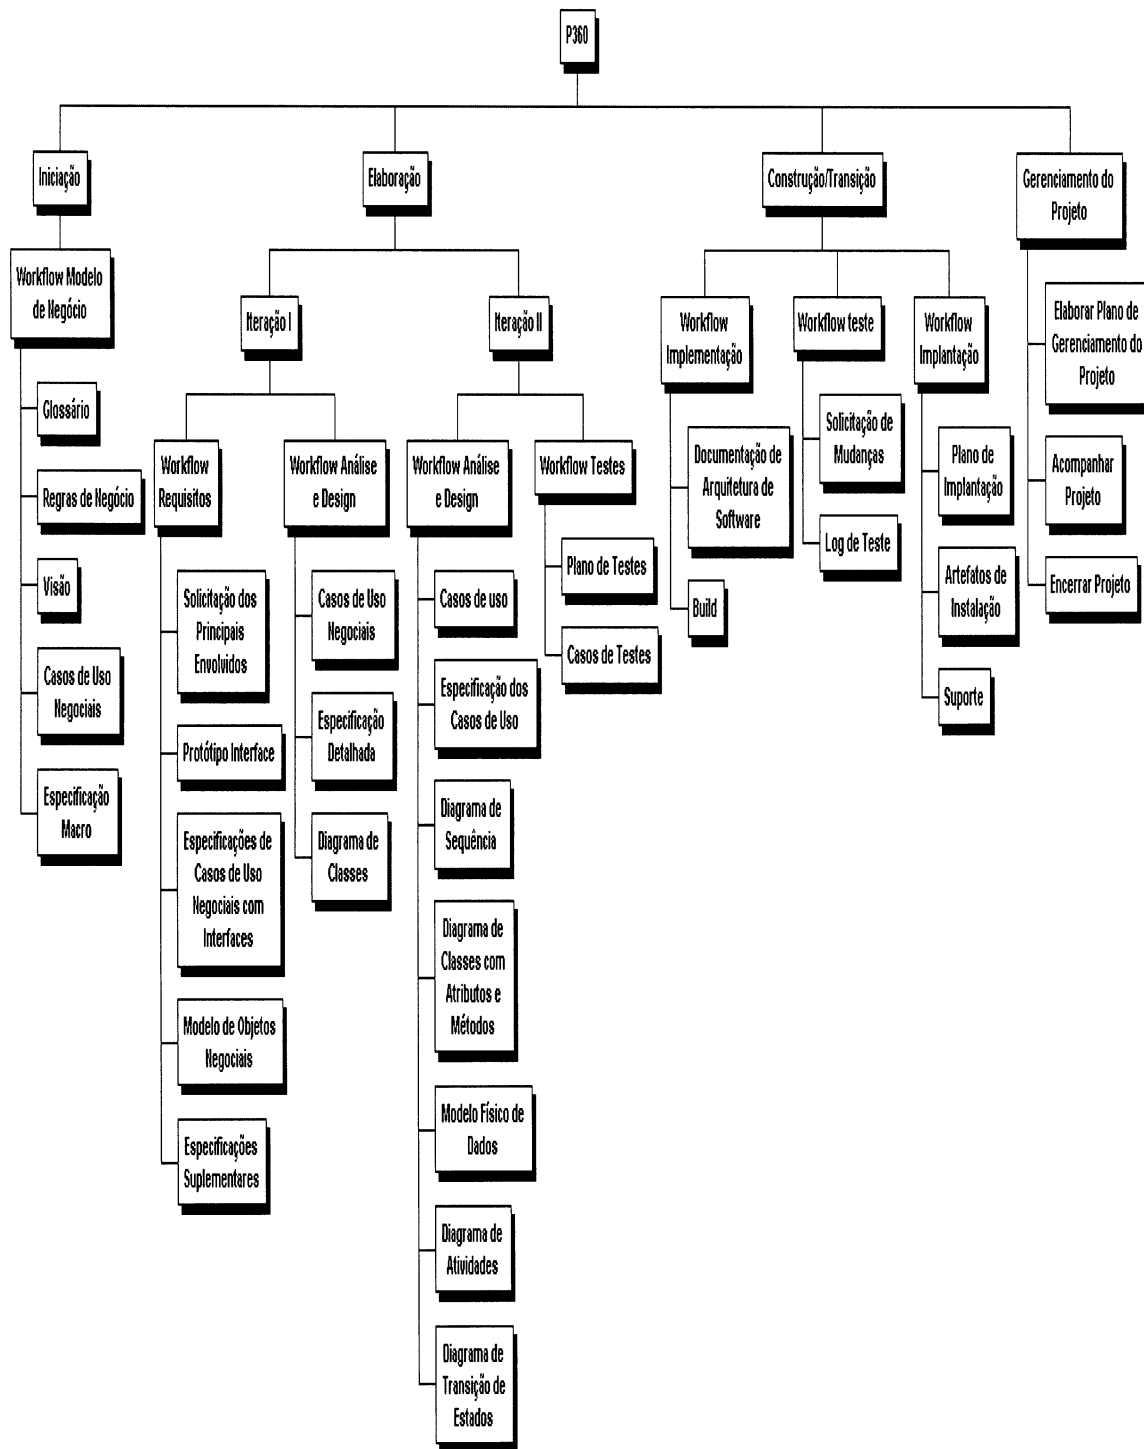 P360
Iniciação
Elaboração
Construção/Transição
Gerenciamento do
Projeto
Workflow Modelo
de Negócio
Glossário
Regras de Negócio
Visão
Casos de Uso
Negociais
Especificação
Macro
Iteração I
Iteração II
Workflow
Requisitos
Solicitação dos
Principais
Envolvidos
Protótipo Interface
Especificações de
Casos de Uso
Negociais com
Interfaces
Modelo de Objetos
Negociais
Especificações
Suplementares
Workflow Análise
e Design
Casos de Uso
Negociais
Especificação
Detalhada
Diagrama de
Classes
Workflow Análise
e Design
Casos de uso
Especificação dos
Casos de Uso
Diagrama de
Sequência
Diagrama de
Classes com
Atributos e
Métodos
Modelo Físico de
Dados
Diagrama de
Atividades
Diagrama de
Transição de
Estados
Workflow Testes
Plano de Testes
Casos de Testes
Workflow
Implementação
Documentação de
Arquitetura de
Software
Build
Workflow teste
Solicitação de
Mudanças
Log de Teste
Workflow
Implantação
Plano de
Implantação
Artefatos de
Instalação
Suporte
Elaborar Plano de
Gerenciamento do
Projeto
Acompanhar
Projeto
Encerrar Projeto